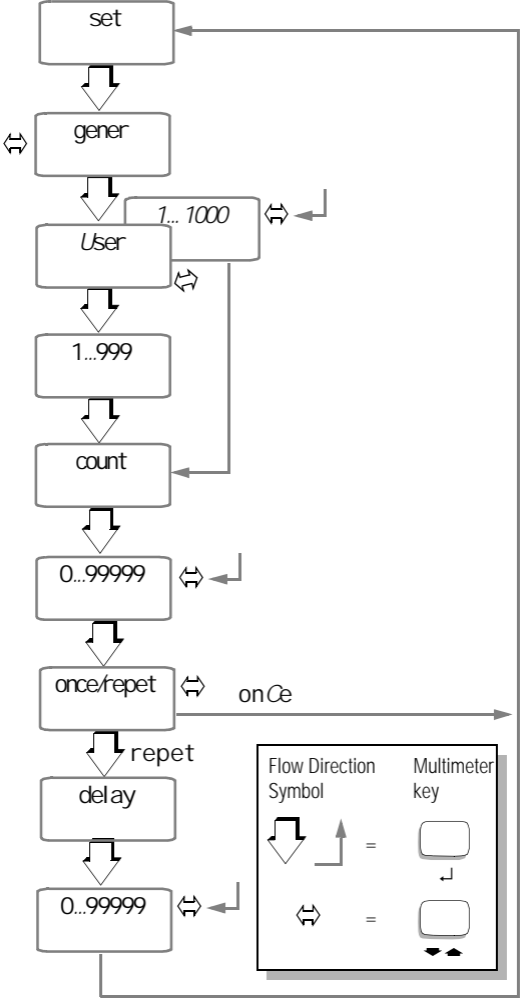 set
gener
1... 1000
User
1...999
count
0...99999
once/repet
onCe
repet
delay
0...99999
Flow Direction Symbol
Multimeter key
=
=